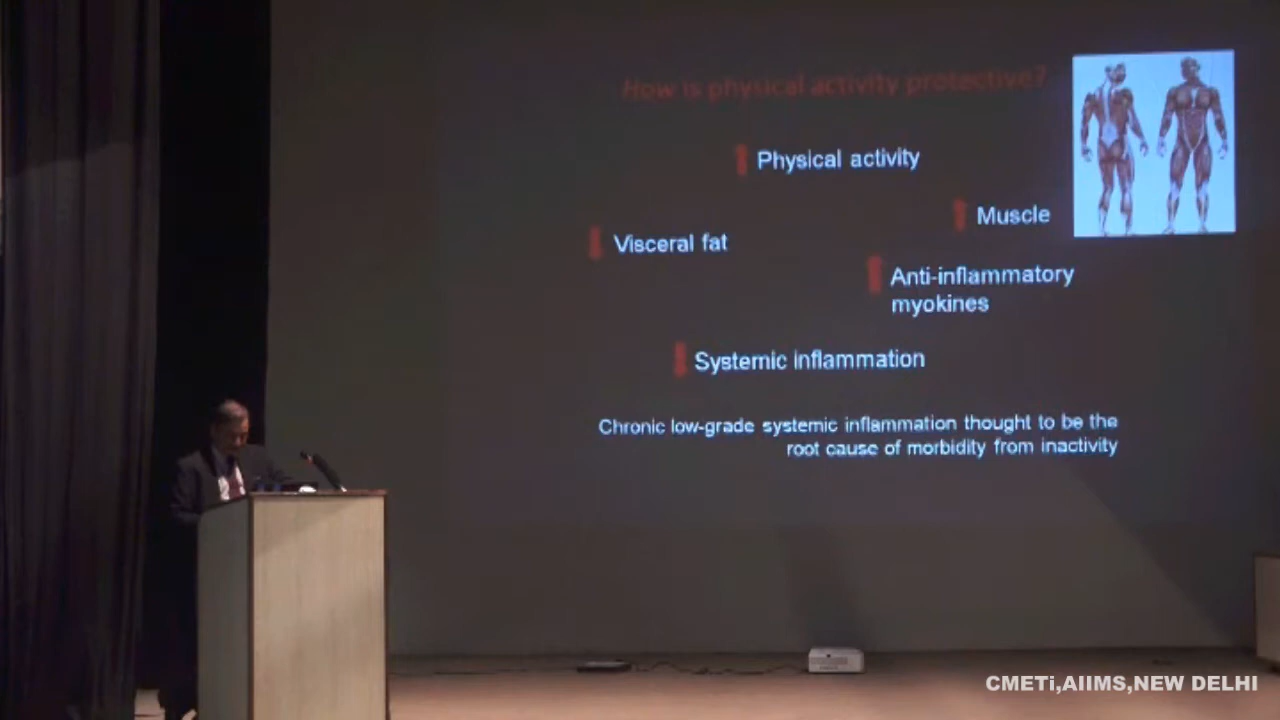 How is physical activity protective?
Physical activity
Muscle
Visceral fat
Anti-inflammatory
myokines
Systemic inflammation
Chronic low-grade systemic inflammation thought to be the
root cause of morbidity from inactivity
CMETi,AIIMS,NEW DELHI